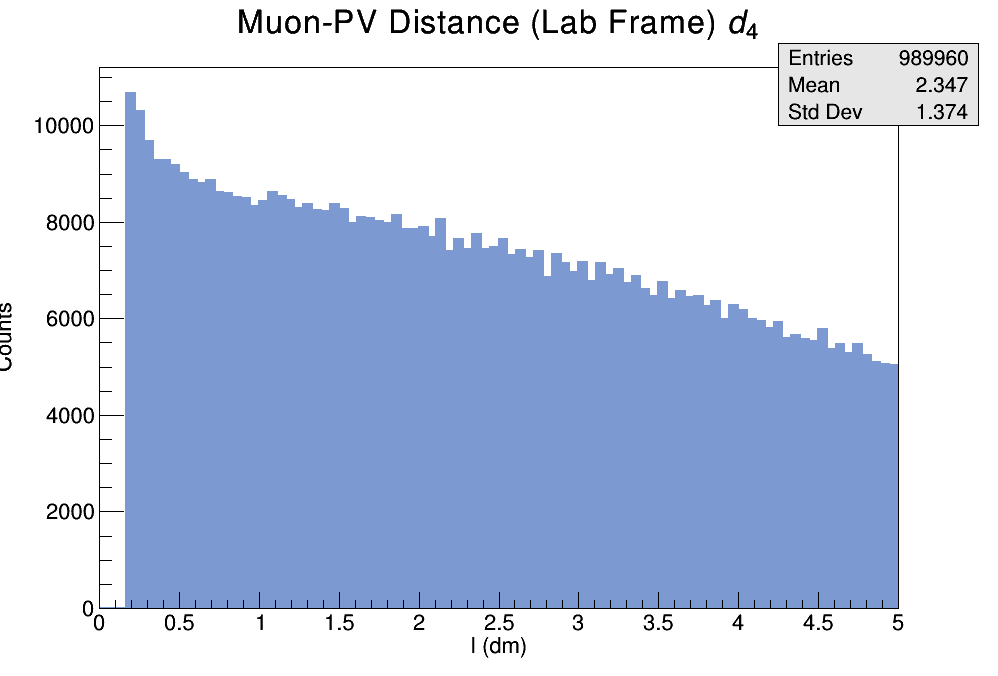 Muon-PV Distance (Lab Frame) d4
Entries 989960
Mean 2.347
Std Dev 1.374
10000
8000
6000
4000
2000
0
Counts
0 0.5 1 1.5 2 2.5 3 3.5 4 4.5 5
l (dm)